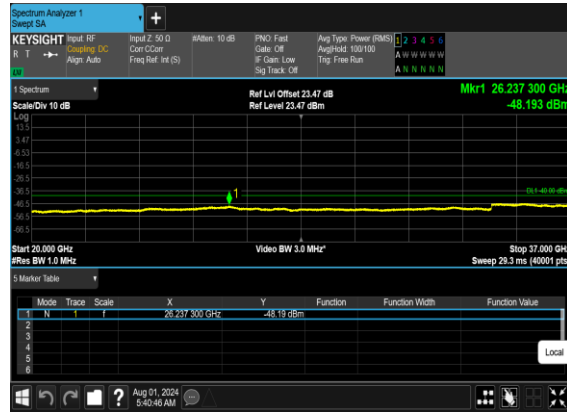 Spectrum Analyzer 1
Swept SA
+
KEYSIGHT Input: RF Input Z: 50 Ω #Atten: 10 dB PNO: Fast Avg Type: Power (RMS) 1 2 3 4 5 6
R T Coupling: DC Corr CCorr Gate: Off Avg|Hold: 100/100 A W W W W W
Align: Auto Freq Ref: Int (S) IF Gain: Low Trig: Free Run A N N N N N
Sig Track: Off
1 Spectrum Ref Lvl Offset 23.47 dB Mkr1 26.237 300 GHz
Scale/Div 10 dB Ref Level 23.47 dBm -48.193 dBm
Log
13.5
3.47
-6.53
-16.5
-26.5
-36.5 1 DL1 -40.00 dBm
-46.5
-56.5
-66.5
Start 20.000 GHz Video BW 3.0 MHz* Stop 37.000 GHz
#Res BW 1.0 MHz Sweep 29.3 ms (40001 pts)
5 Marker Table
Mode Trace Scale X Y Function Function Width Function Value
1 N 1 f 26.237 300 GHz -48.19 dBm
2
3
4
5
6
Local
? Aug 01, 2024
5:40:46 AM